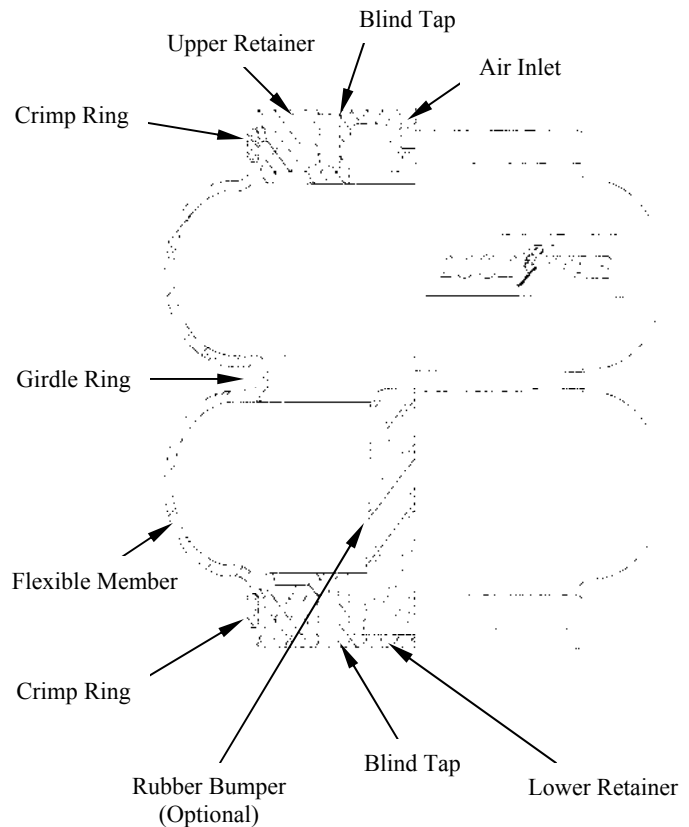 Blind Tap
Upper Retainer
Air Inlet
Crimp Ring
Girdle Ring
Flexible Member
Crimp Ring
Blind Tap
Rubber Bumper
(Optional)
Lower Retainer